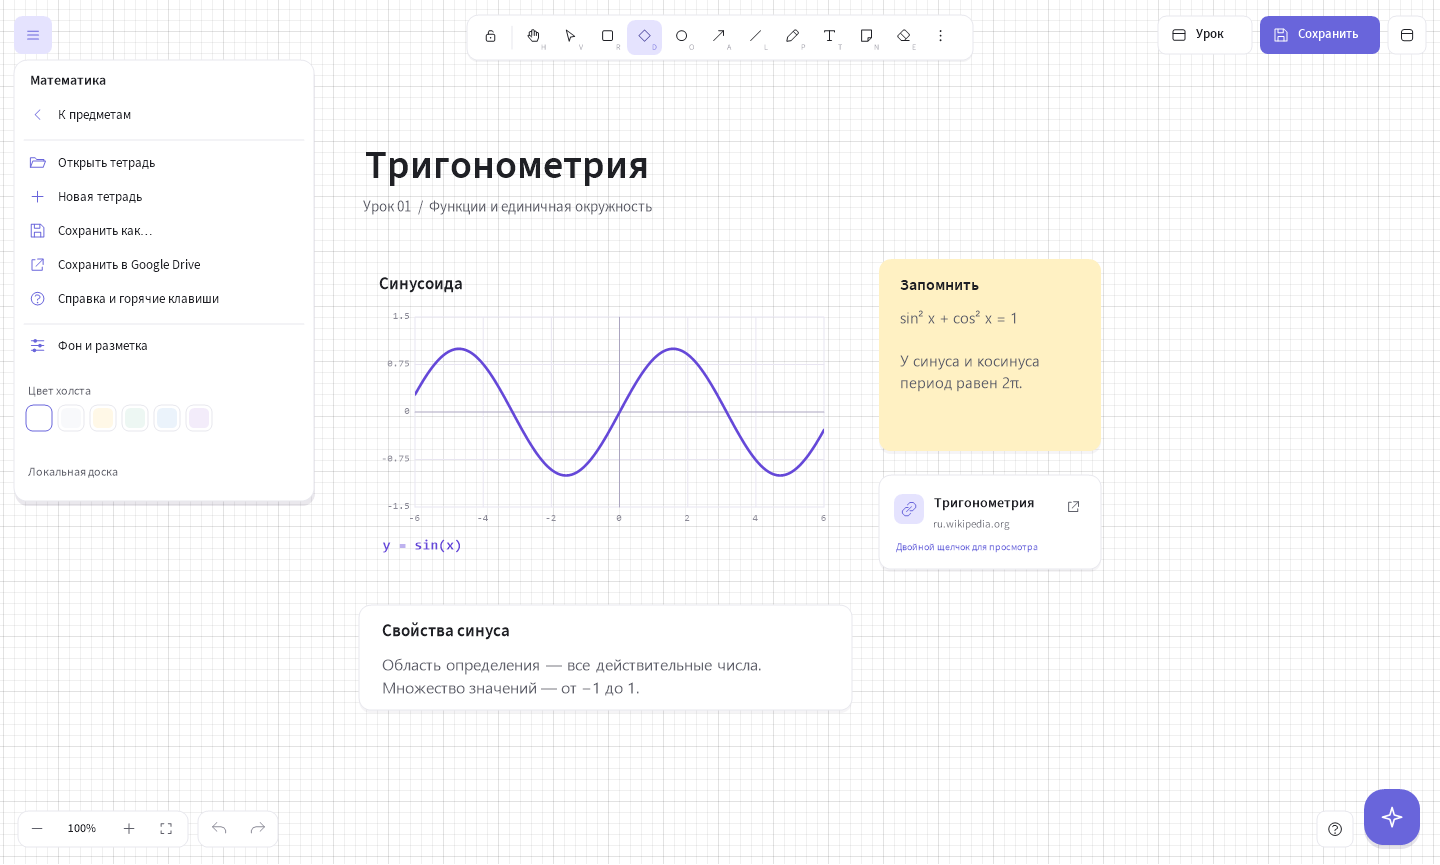 H V R D O A L P T N E
Урок
Сохранить
Математика
К предметам
Открыть тетрадь
Новая тетрадь
Сохранить как…
Сохранить в Google Drive
Справка и горячие клавиши
Фон и разметка
Цвет холста
Локальная доска
Тригонометрия
Урок 01 / Функции и единичная окружность
Синусоида
1.5
0.75
0
-0.75
-1.5
-6 -4 -2 0 2 4 6
y = sin(x)
Запомнить
sin² x + cos² x = 1
У синуса и косинуса
период равен 2π.
Тригонометрия
ru.wikipedia.org
Двойной щелчок для просмотра
Свойства синуса
Область определения — все действительные числа.
Множество значений — от −1 до 1.
100%